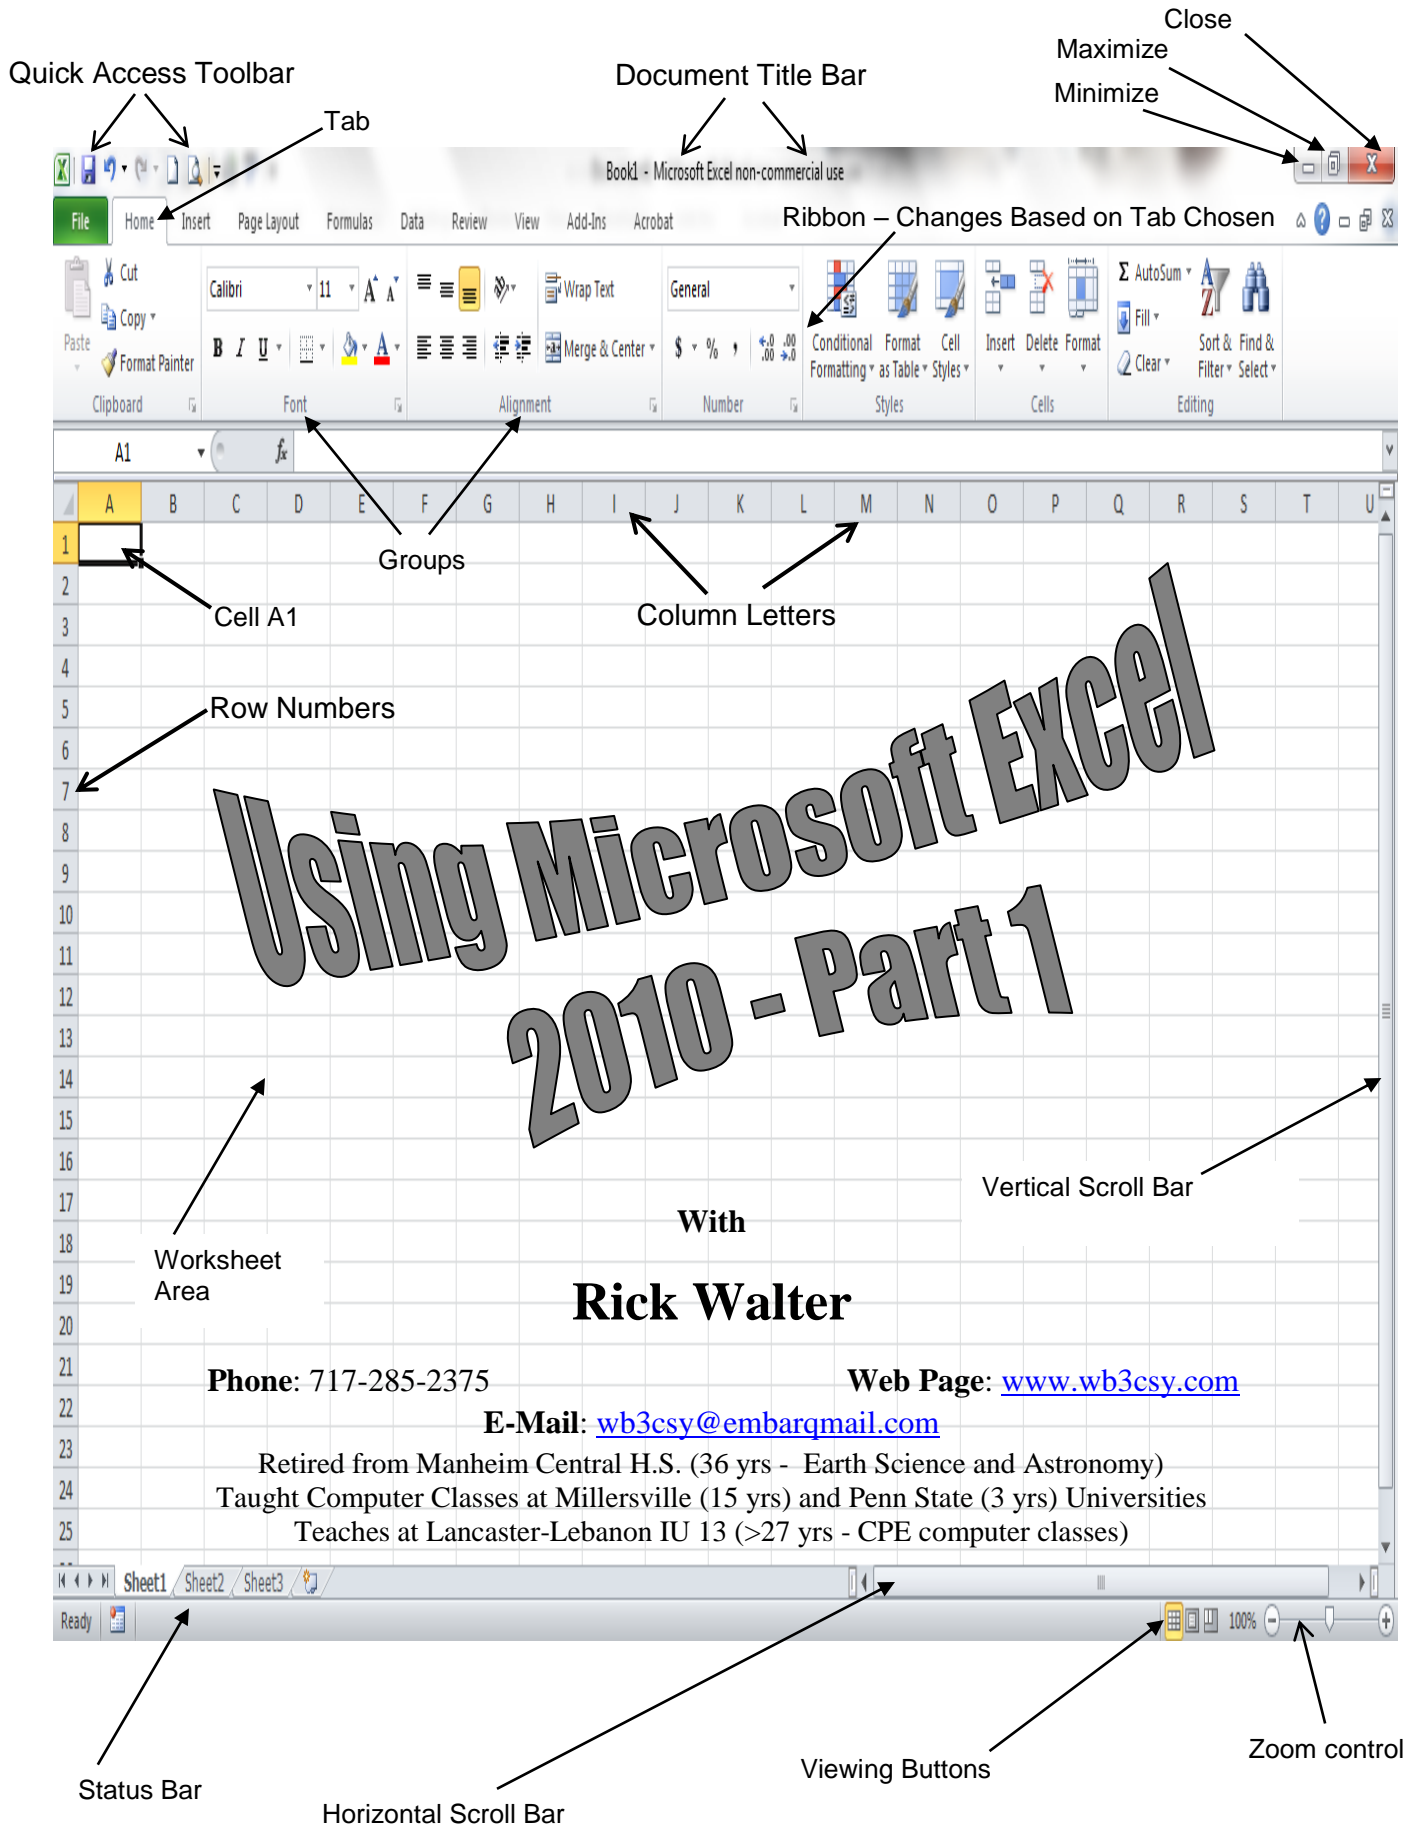 Close
Maximize
Quick Access Toolbar
Document Title Bar
Minimize
Tab
Book1 - Microsoft Excel non-commercial use
File Home Insert Page Layout Formulas Data Review View Add-Ins Acrobat
Ribbon – Changes Based on Tab Chosen
Paste
Cut
Copy
Format Painter
Clipboard
Calibri 11
B I U
Font
Wrap Text
Merge & Center
Alignment
General
$ % ,
Number
Conditional Formatting
Format as Table
Cell Styles
Styles
Insert Delete Format
Cells
Σ AutoSum
Fill
Clear
Sort & Filter
Find & Select
Editing
A1 fx
A B C D E F G H I J K L M N O P Q R S T U
1
2
3
4
5
6
7
8
9
10
11
12
13
14
15
16
17
18
19
20
21
22
23
24
25
Groups
Cell A1
Column Letters
Row Numbers
Using Microsoft Excel
2010 - Part 1
Vertical Scroll Bar
With
Worksheet
Area
Rick Walter
Phone: 717-285-2375 Web Page: www.wb3csy.com
E-Mail: wb3csy@embarqmail.com
Retired from Manheim Central H.S. (36 yrs - Earth Science and Astronomy)
Taught Computer Classes at Millersville (15 yrs) and Penn State (3 yrs) Universities
Teaches at Lancaster-Lebanon IU 13 (>27 yrs - CPE computer classes)
Sheet1 Sheet2 Sheet3
Ready 100%
Zoom control
Viewing Buttons
Status Bar
Horizontal Scroll Bar